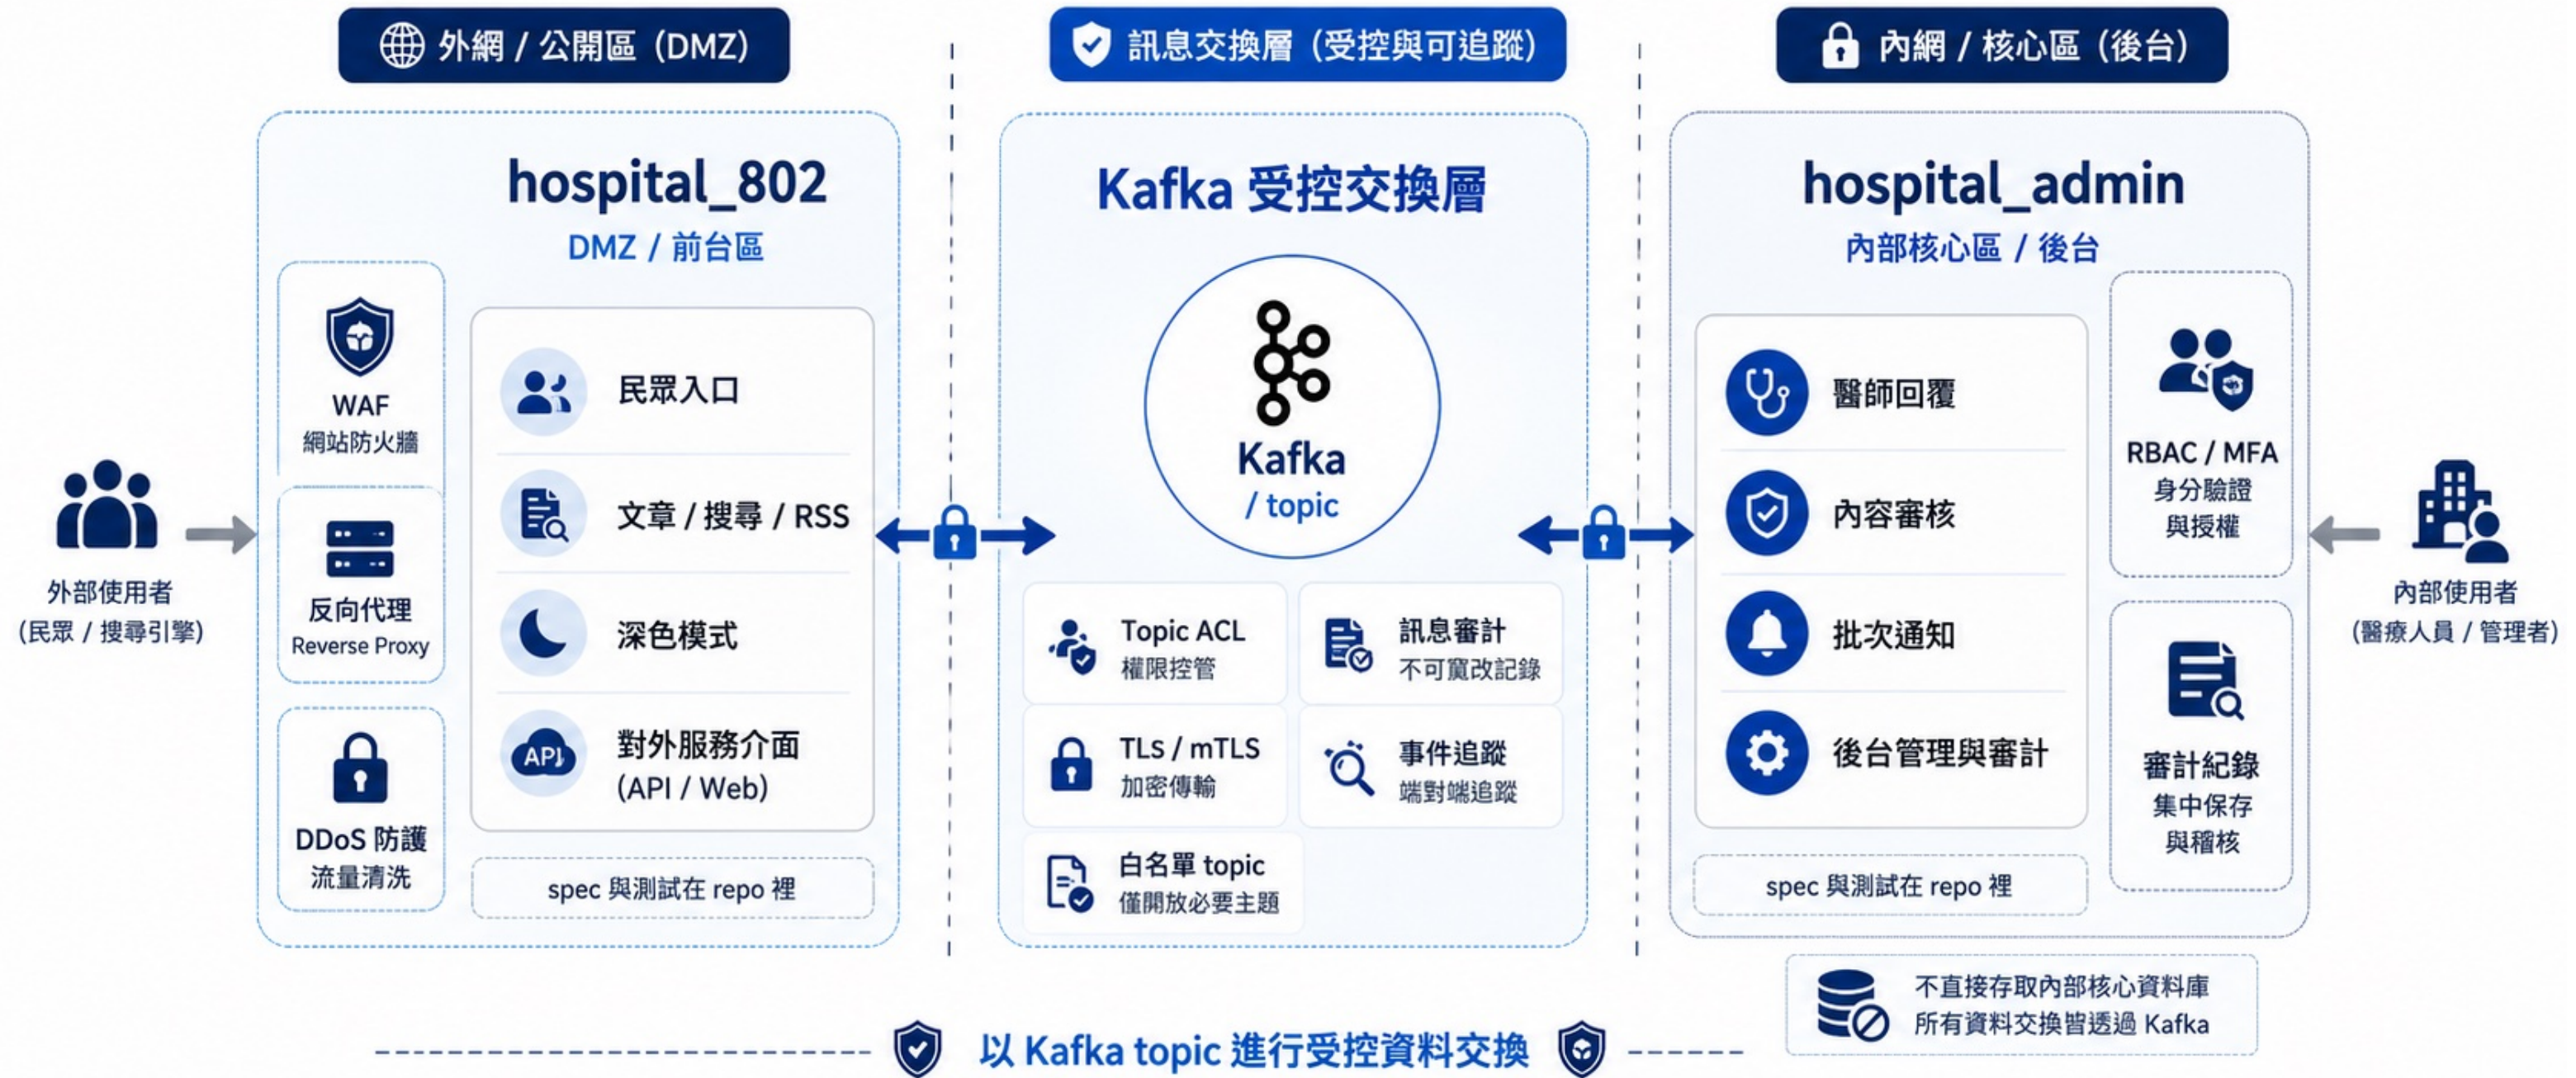 外網 / 公開區 (DMZ)
訊息交換層 (受控與可追蹤)
內網 / 核心區 (後台)
hospital_802
DMZ / 前台區
WAF
網站防火牆
反向代理
Reverse Proxy
DDoS 防護
流量清洗
民眾入口
文章 / 搜尋 / RSS
深色模式
API
對外服務介面
(API / Web)
spec 與測試在 repo 裡
外部使用者
(民眾 / 搜尋引擎)
Kafka 受控交換層
Kafka
/ topic
Topic ACL
權限控管
訊息審計
不可竄改記錄
TLs / mTLS
加密傳輸
事件追蹤
端對端追蹤
白名單 topic
僅開放必要主題
hospital_admin
內部核心區 / 後台
醫師回覆
內容審核
批次通知
後台管理與審計
spec 與測試在 repo 裡
RBAC / MFA
身分驗證
與授權
審計紀錄
集中保存
與稽核
內部使用者
(醫療人員 / 管理者)
不直接存取內部核心資料庫
所有資料交換皆透過 Kafka
以 Kafka topic 進行受控資料交換